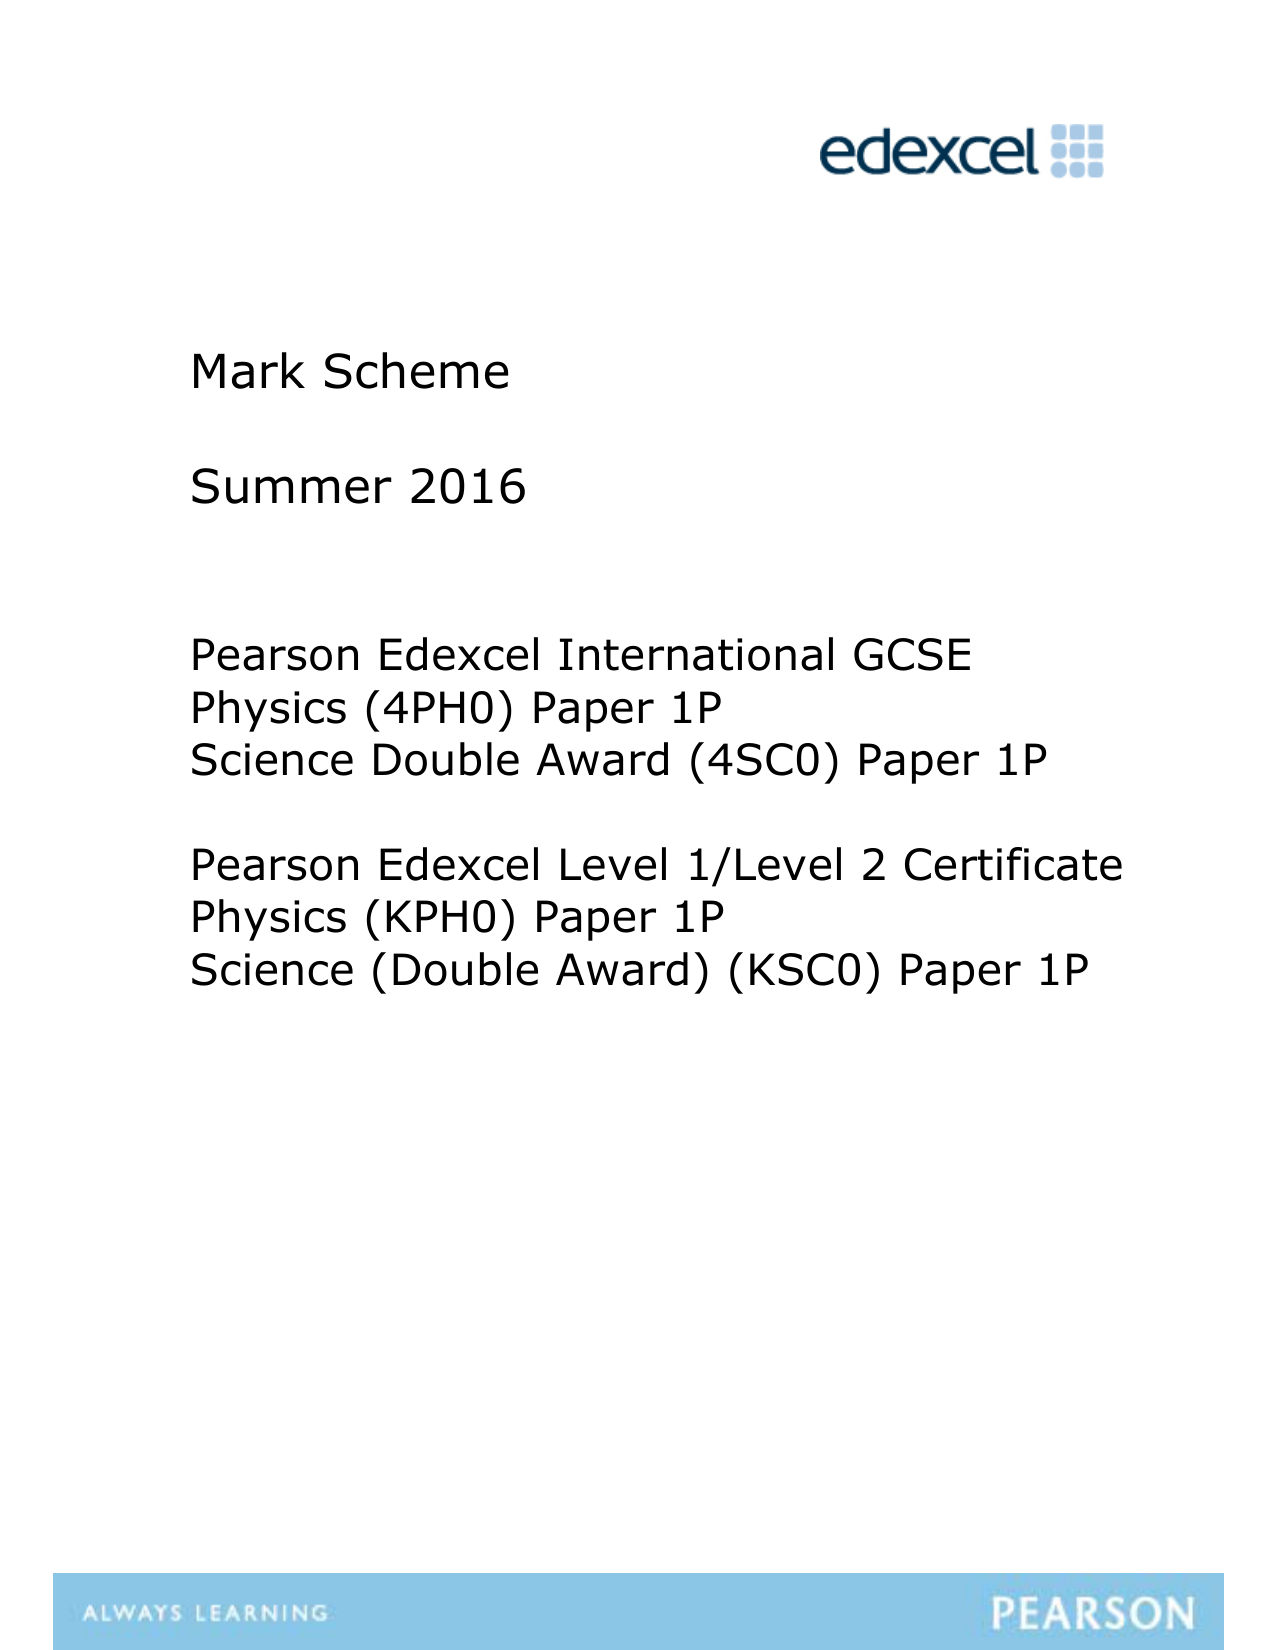 edexcel
Mark Scheme
Summer 2016
Pearson Edexcel International GCSE
Physics (4PH0) Paper 1P
Science Double Award (4SC0) Paper 1P
Pearson Edexcel Level 1/Level 2 Certificate
Physics (KPH0) Paper 1P
Science (Double Award) (KSC0) Paper 1P
ALWAYS LEARNING
PEARSON